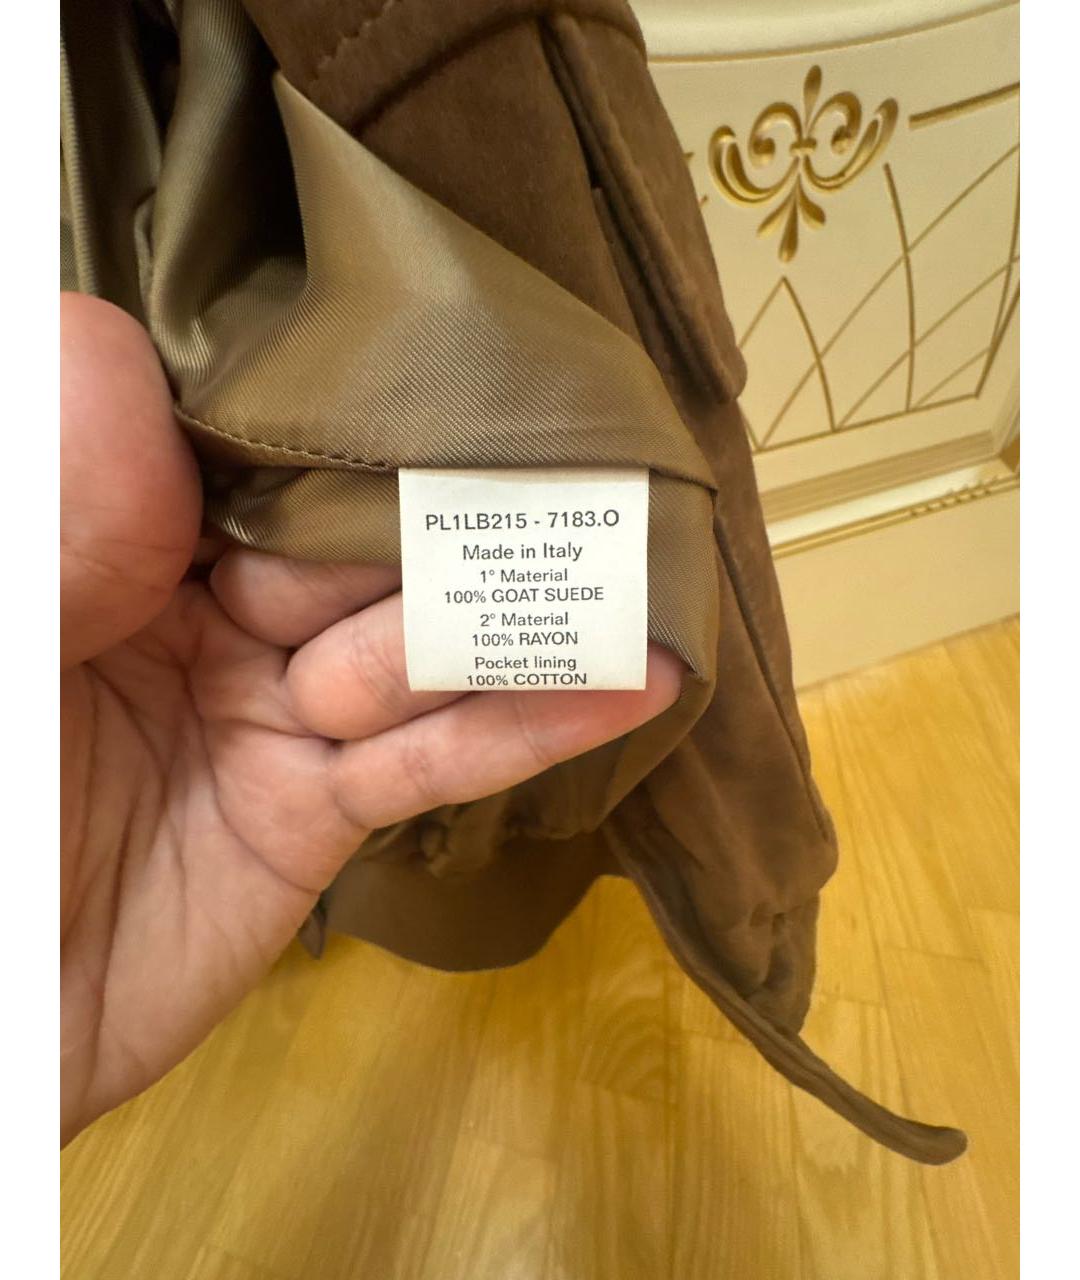 PL1LB215 - 7183.O
Made in Italy
1° Material
100% GOAT SUEDE
2° Material
100% RAYON
Pocket lining
100% COTTON